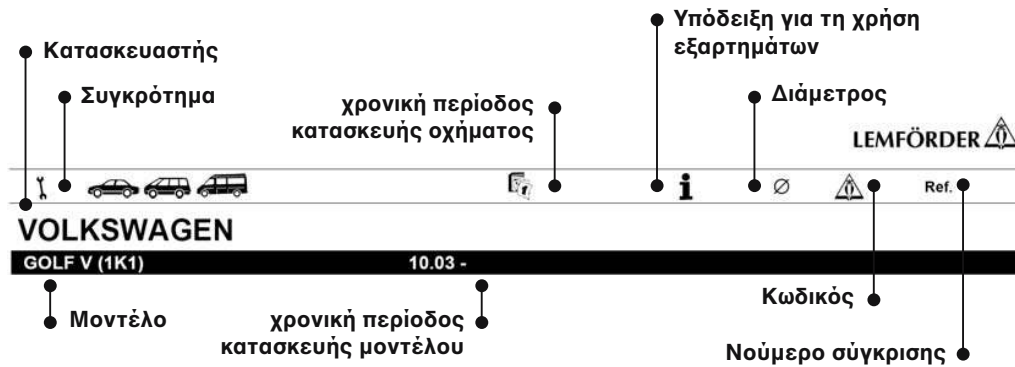 Υπόδειξη για τη χρήση
εξαρτημάτων
Κατασκευαστής
Συγκρότημα
χρονική περίοδος
κατασκευής οχήματος
Διάμετρος
LEMFÖRDER
i Ø Ref.
VOLKSWAGEN
GOLF V (1K1) 10.03 -
Μοντέλο
χρονική περίοδος
κατασκευής μοντέλου
Κωδικός
Νούμερο σύγκρισης